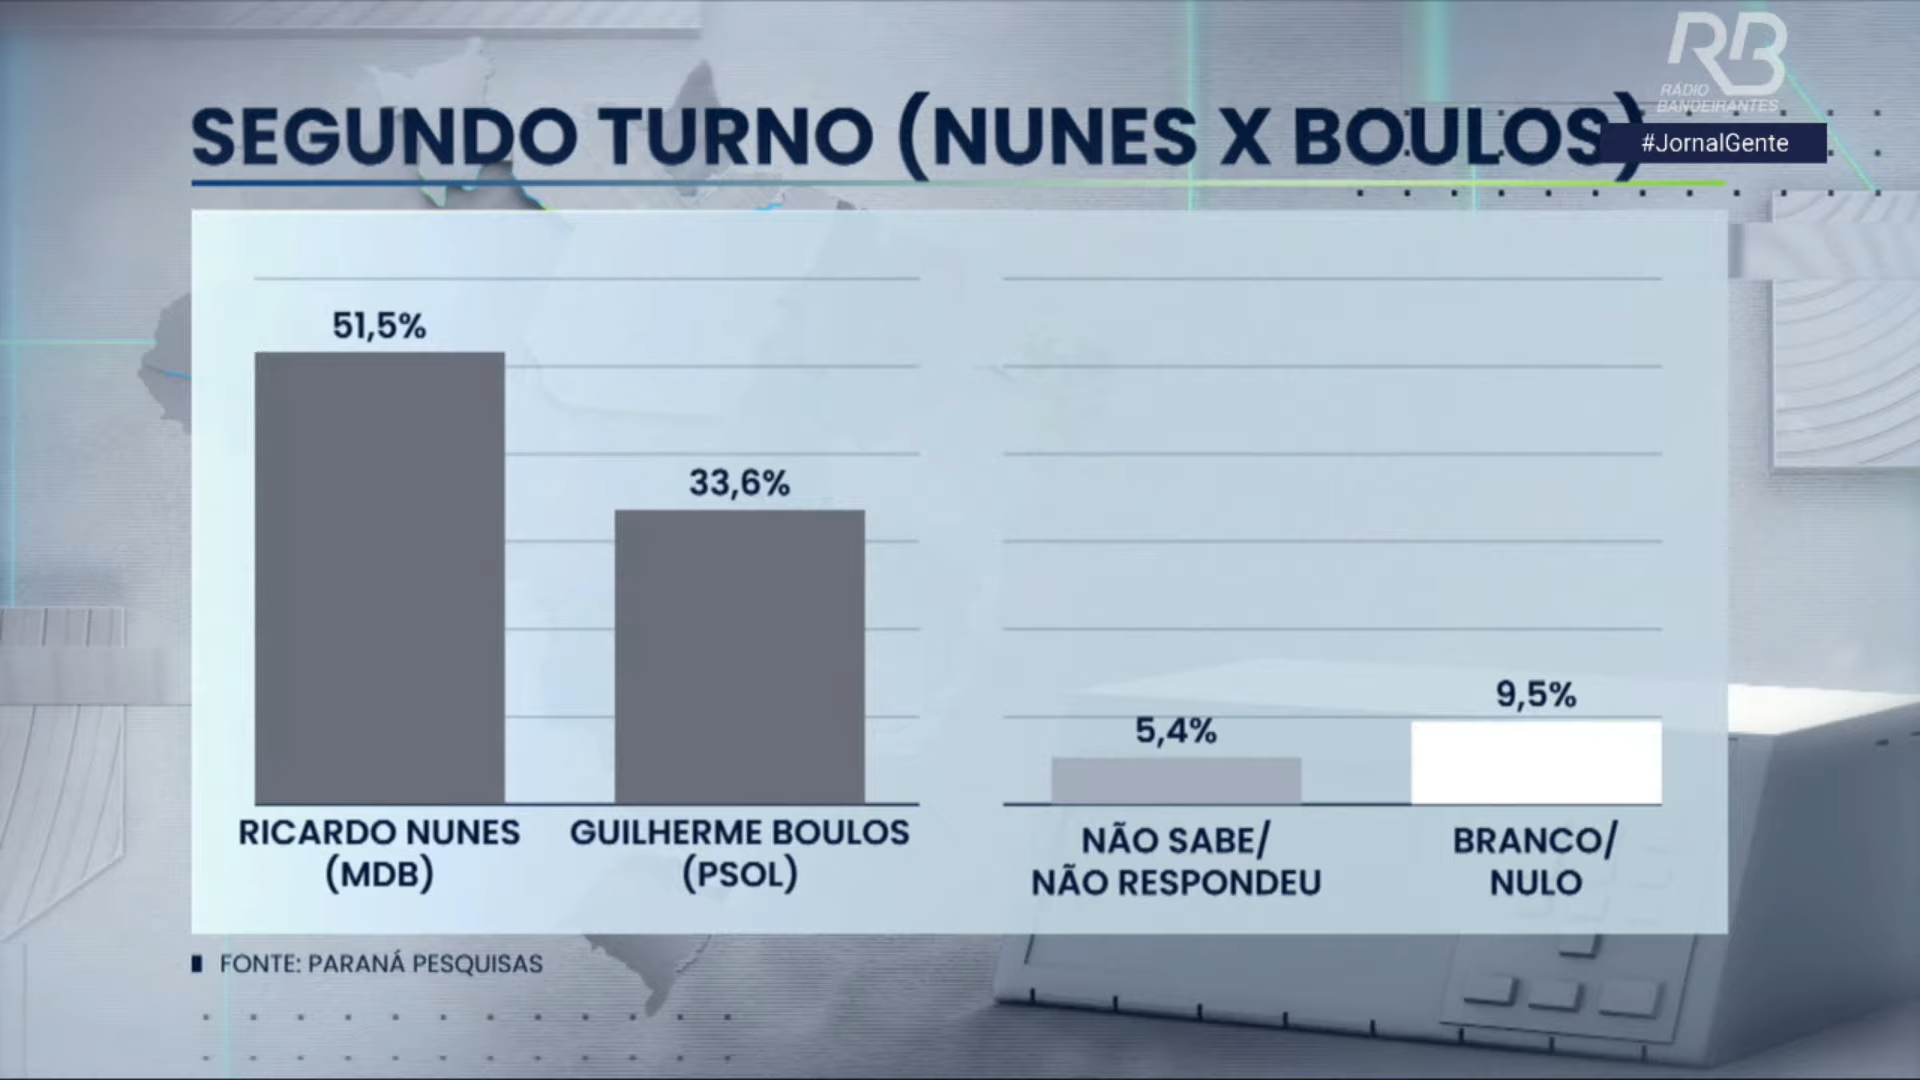 RB
RÁDIO
BANDEIRANTES
#JornalGente
SEGUNDO TURNO (NUNES X BOULOS)
51,5%
33,6%
5,4%
9,5%
RICARDO NUNES
(MDB)
GUILHERME BOULOS
(PSOL)
NÃO SABE/
NÃO RESPONDEU
BRANCO/
NULO
FONTE: PARANÁ PESQUISAS